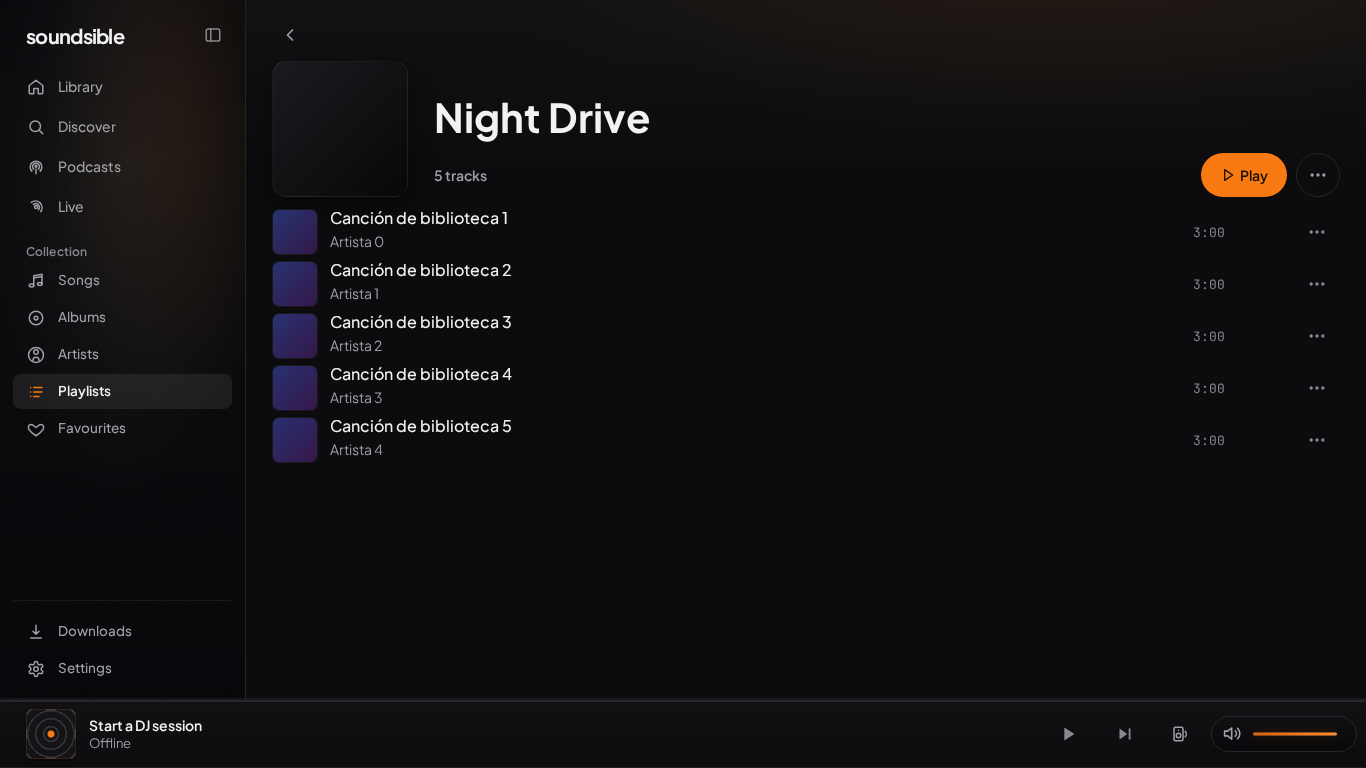 soundsible
Library
Discover
Podcasts
Live
Collection
Songs
Albums
Artists
Playlists
Favourites
Downloads
Settings
Night Drive
5 tracks
Play
Canción de biblioteca 1
Artista 0
3:00
Canción de biblioteca 2
Artista 1
3:00
Canción de biblioteca 3
Artista 2
3:00
Canción de biblioteca 4
Artista 3
3:00
Canción de biblioteca 5
Artista 4
3:00
Start a DJ session
Offline